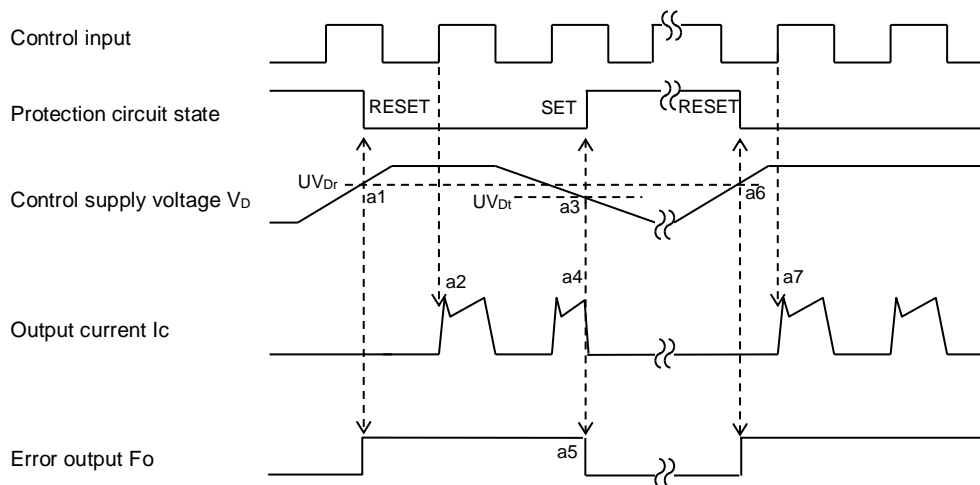 Control input
Protection circuit state
RESET
SET
RESET
Control supply voltage VD
UVDr
a1
UVDt
a3
a6
a2
a4
a7
Output current Ic
a5
Error output Fo